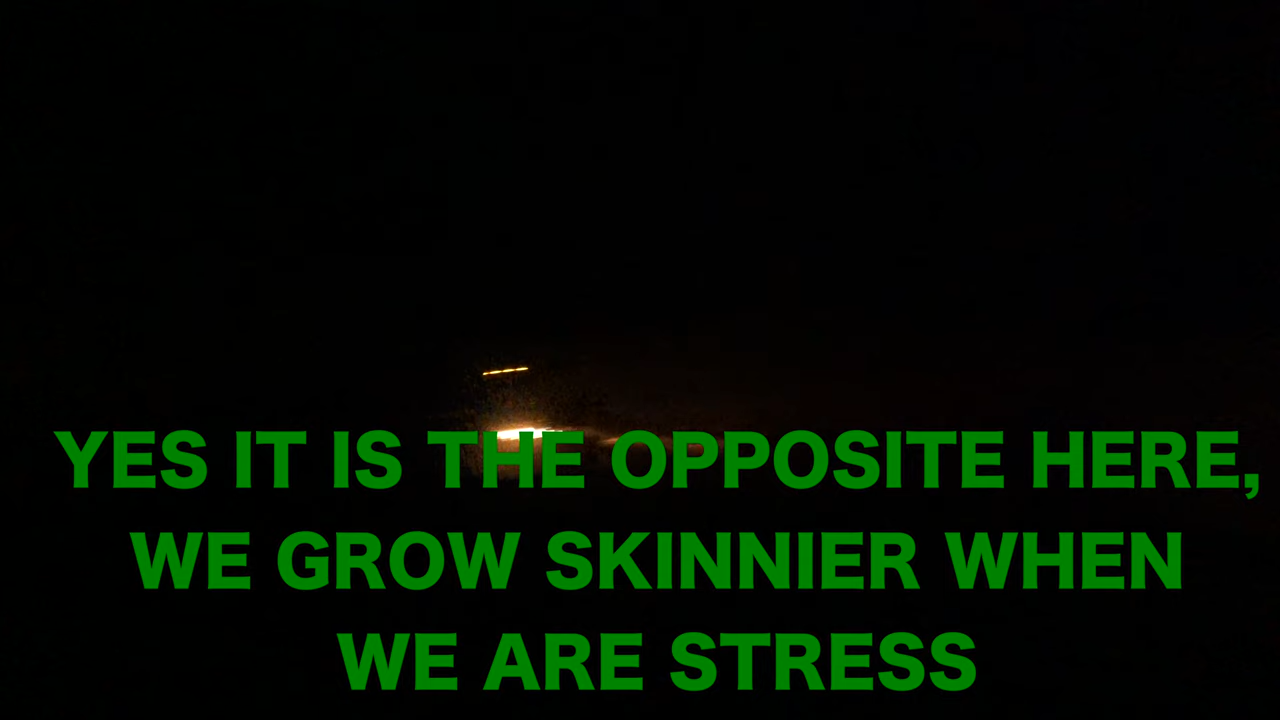 YES IT IS THE OPPOSITE HERE,
WE GROW SKINNIER WHEN
WE ARE STRESS